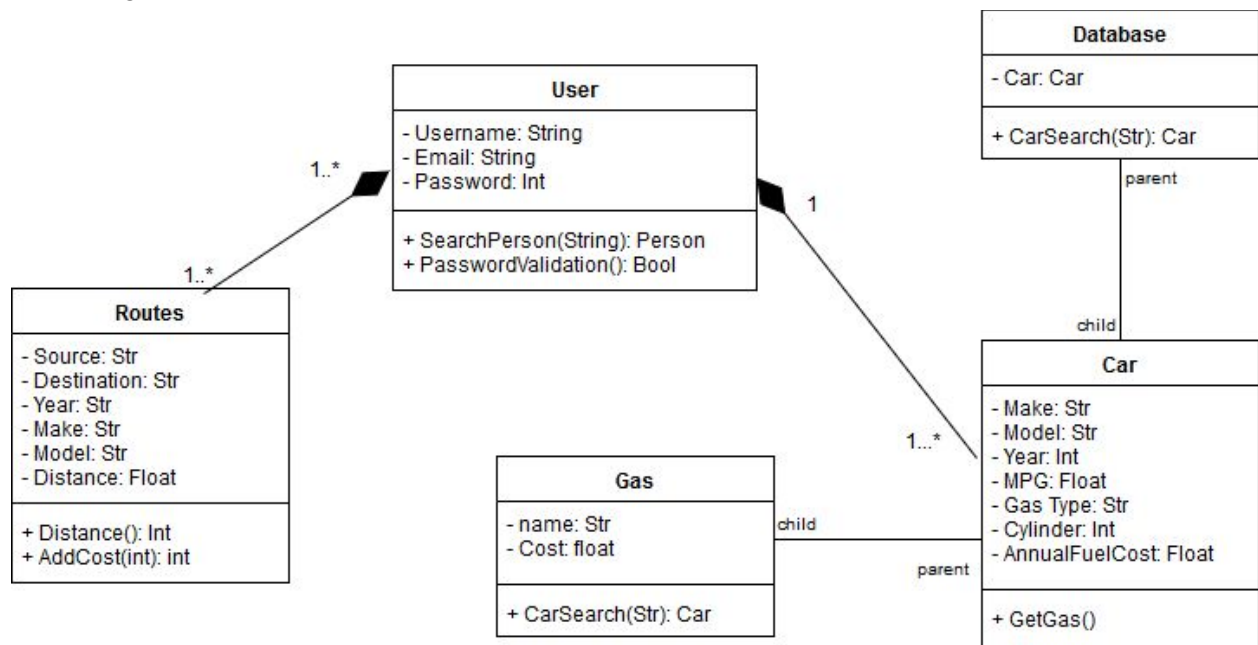 Database
- Car: Car
+ CarSearch(Str): Car
parent
User
- Username: String
- Email: String
- Password: Int
+ SearchPerson(String): Person
+ PasswordValidation(): Bool
1..*
1
1..*
Routes
- Source: Str
- Destination: Str
- Year: Str
- Make: Str
- Model: Str
- Distance: Float
+ Distance(): Int
+ AddCost(int): int
child
Car
- Make: Str
- Model: Str
- Year: Int
- MPG: Float
- Gas Type: Str
- Cylinder: Int
- AnnualFuelCost: Float
+ GetGas()
1...*
Gas
- name: Str
- Cost: float
+ CarSearch(Str): Car
child
parent